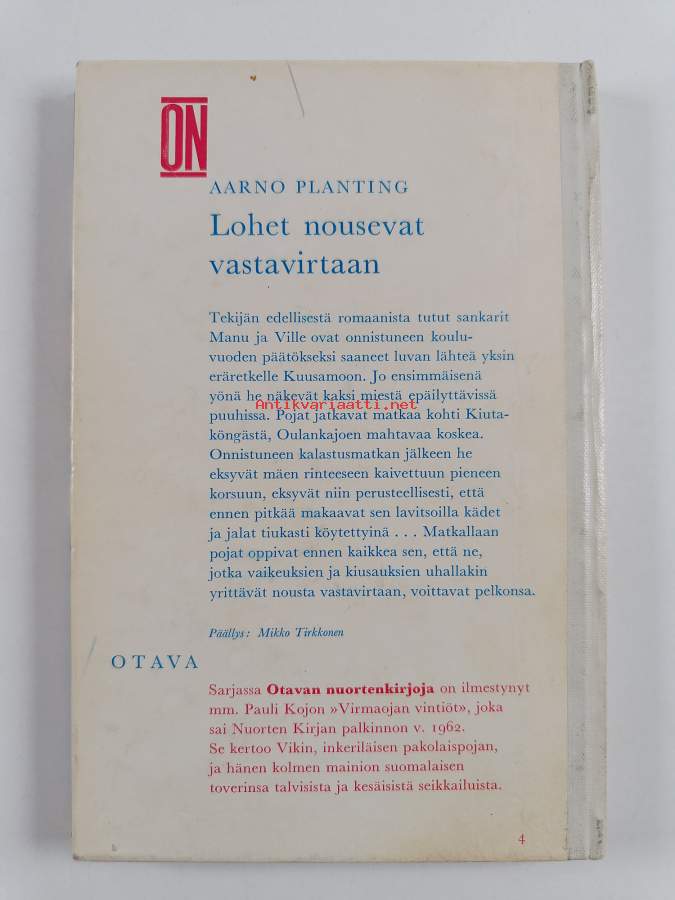 ON
AARNO PLANTING
Lohet nousevat
vastavirtaan
Tekijän edellisestä romaanista tutut sankarit
Manu ja Ville ovat onnistuneen koulu-
vuoden päätökseksi saaneet luvan lähteä yksin
eräretkelle Kuusamoon. Jo ensimmäisenä
yönä he näkevät kaksi miestä epäilyttävissä
Antikvariaatti.net
puuhissa. Pojat jatkavat matkaa kohti Kiuta-
köngästä, Oulankajoen mahtavaa koskea.
Onnistuneen kalastusmatkan jälkeen he
eksyvät mäen rinteeseen kaivettuun pieneen
korsuun, eksyvät niin perusteellisesti, että
ennen pitkää makaavat sen lavitsoilla kädet
ja jalat tiukasti köytettyinä . . . Matkallaan
pojat oppivat ennen kaikkea sen, että ne,
jotka vaikeuksien ja kiusauksien uhallakin
yrittävät nousta vastavirtaan, voittavat pelkonsa.
Päällys: Mikko Tirkkonen
OTAVA
Sarjassa Otavan nuortenkirjoja on ilmestynyt
mm. Pauli Kojon »Virmaojan vintiöt», joka
sai Nuorten Kirjan palkinnon v. 1962.
Se kertoo Vikin, inkeriläisen pakolaispojan,
ja hänen kolmen mainion suomalaisen
toverinsa talvisista ja kesäisistä seikkailuista.
4